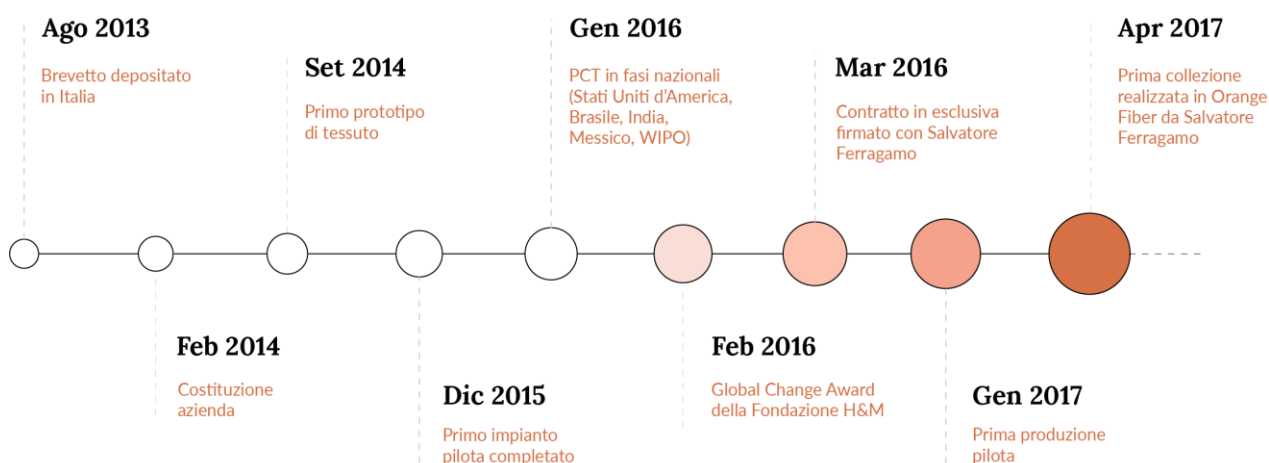 Ago 2013
Brevetto depositato
in Italia
Feb 2014
Costituzione
azienda
Set 2014
Primo prototipo
di tessuto
Dic 2015
Primo impianto
pilota completato
Gen 2016
PCT in fasi nazionali
(Stati Uniti d'America,
Brasile, India,
Messico, WIPO)
Feb 2016
Global Change Award
della Fondazione H&M
Mar 2016
Contratto in esclusiva
firmato con Salvatore
Ferragamo
Gen 2017
Prima produzione
pilota
Apr 2017
Prima collezione
realizzata in Orange
Fiber da Salvatore
Ferragamo